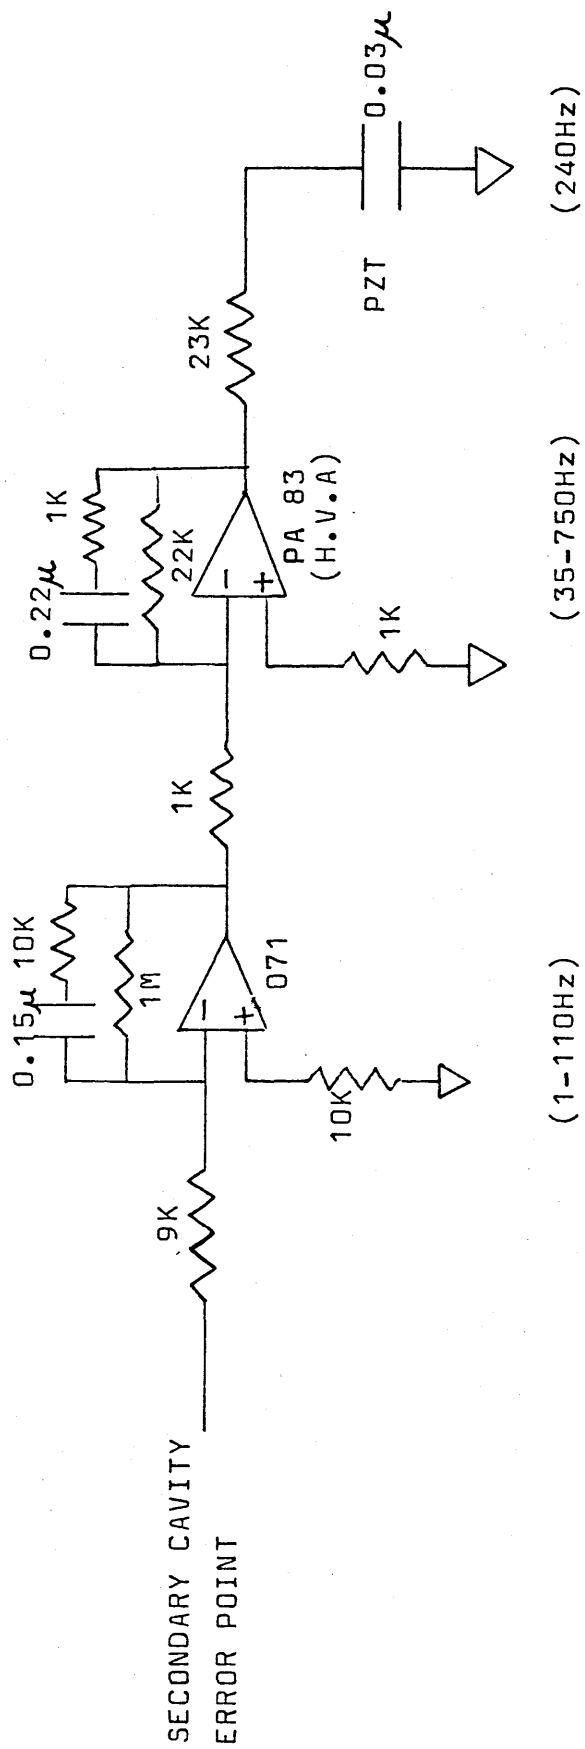 SECONDARY CAVITY
ERROR POINT
9K
0.15μ
10K
1M
-
+
071
10K
1K
0.22μ
1K
22K
-
+
PA 83
(H.V.A)
1K
23K
PZT
0.03μ
(1-110Hz)
(35-750Hz)
(240Hz)